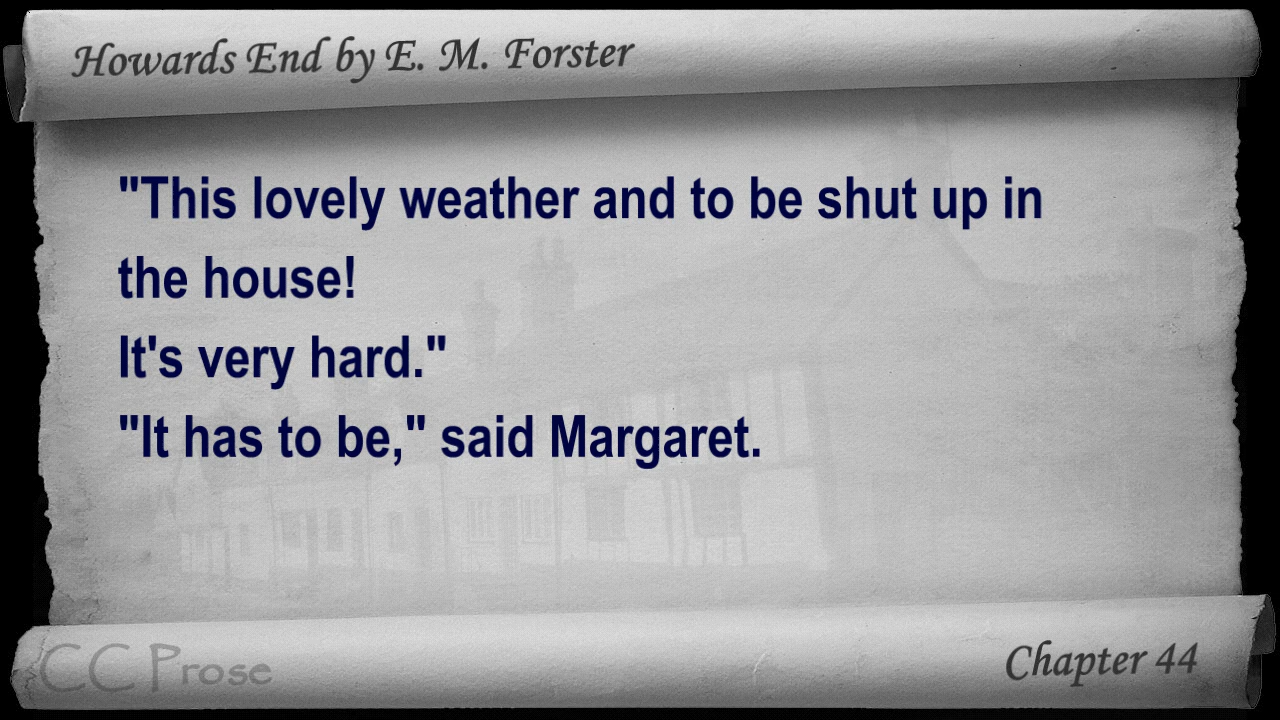 Howards End by E. M. Forster
"This lovely weather and to be shut up in
the house!
It's very hard."
"It has to be," said Margaret.
CC Prose
Chapter 44